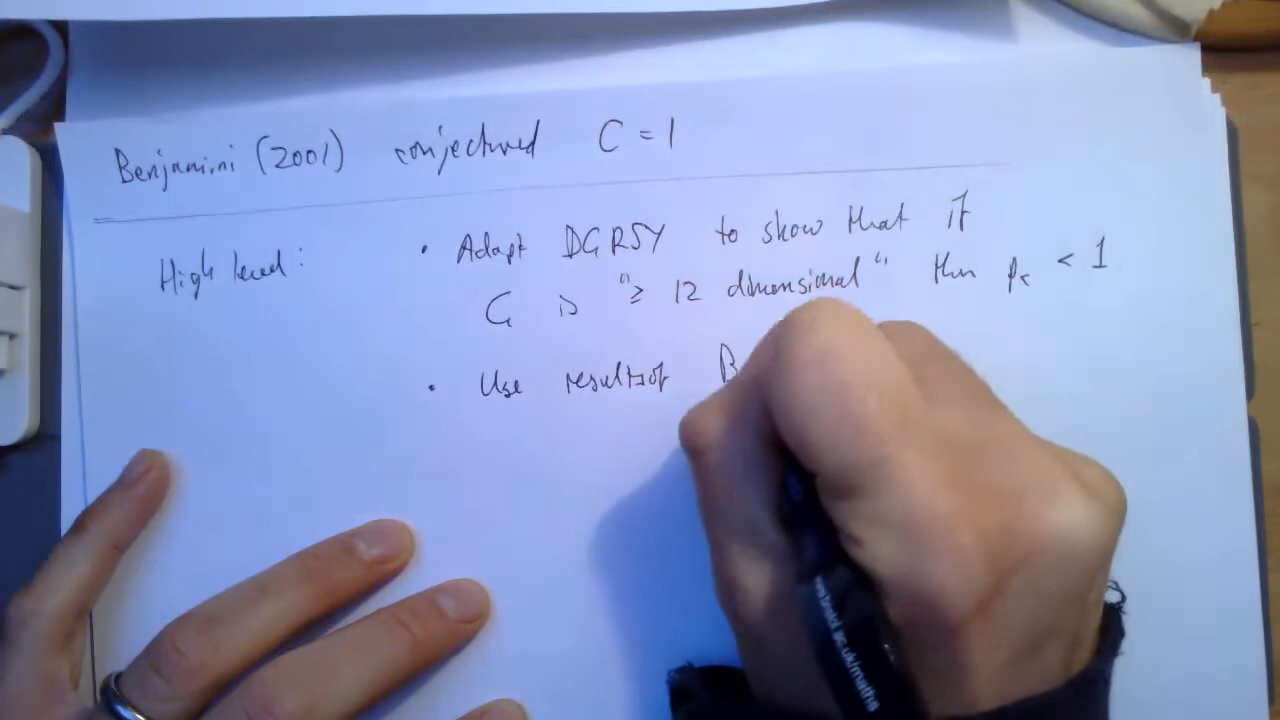 Benjamini (2001) conjectured C = 1
High level: • Adapt DGRSY to show that if
G is "≥ 12 dimensional" then pc < 1
• Use results of B